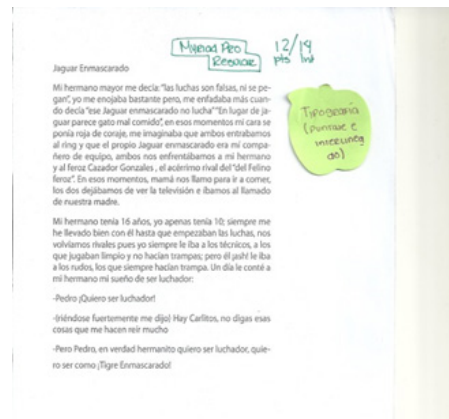 Myriad Pro
Regular
12/14
pts Int
Jaguar Enmascarado
Tipografía
(puntaje e
interlinea
do)
Mi hermano mayor me decía: “las luchas son falsas, ni se pe-
gan”, yo me enojaba bastante pero, me enfadaba más cuan-
do decía “ese Jaguar enmascarado no lucha” “En lugar de ja-
guar parece gato mal comido”, en esos momentos mi cara se
ponía roja de coraje, me imaginaba que ambos entrabamos
al ring y que el propio Jaguar enmascarado era mi compa-
ñero de equipo, ambos nos enfrentábamos a mi hermano
y al feroz Cazador Gonzales , el acérrimo rival del “del Felino
feroz”. En esos momentos, mamá nos llamo para ir a comer,
los dos dejábamos de ver la televisión e íbamos al llamado
de nuestra madre.
Mi hermano tenía 16 años, yo apenas tenía 10; siempre me
he llevado bien con él hasta que empezaban las luchas, nos
volvíamos rivales pues yo siempre le iba a los técnicos, a los
que jugaban limpio y no hacían trampas; pero él ¡ash! le iba
a los rudos, los que siempre hacían trampa. Un día le conté a
mi hermano mi sueño de ser luchador:
-Pedro ¡Quiero ser luchador!
-(riéndose fuertemente me dijo) Hay Carlitos, no digas esas
cosas que me hacen reír mucho
-Pero Pedro, en verdad hermanito quiero ser luchador, quie-
ro ser como ¡Tigre Enmascarado!